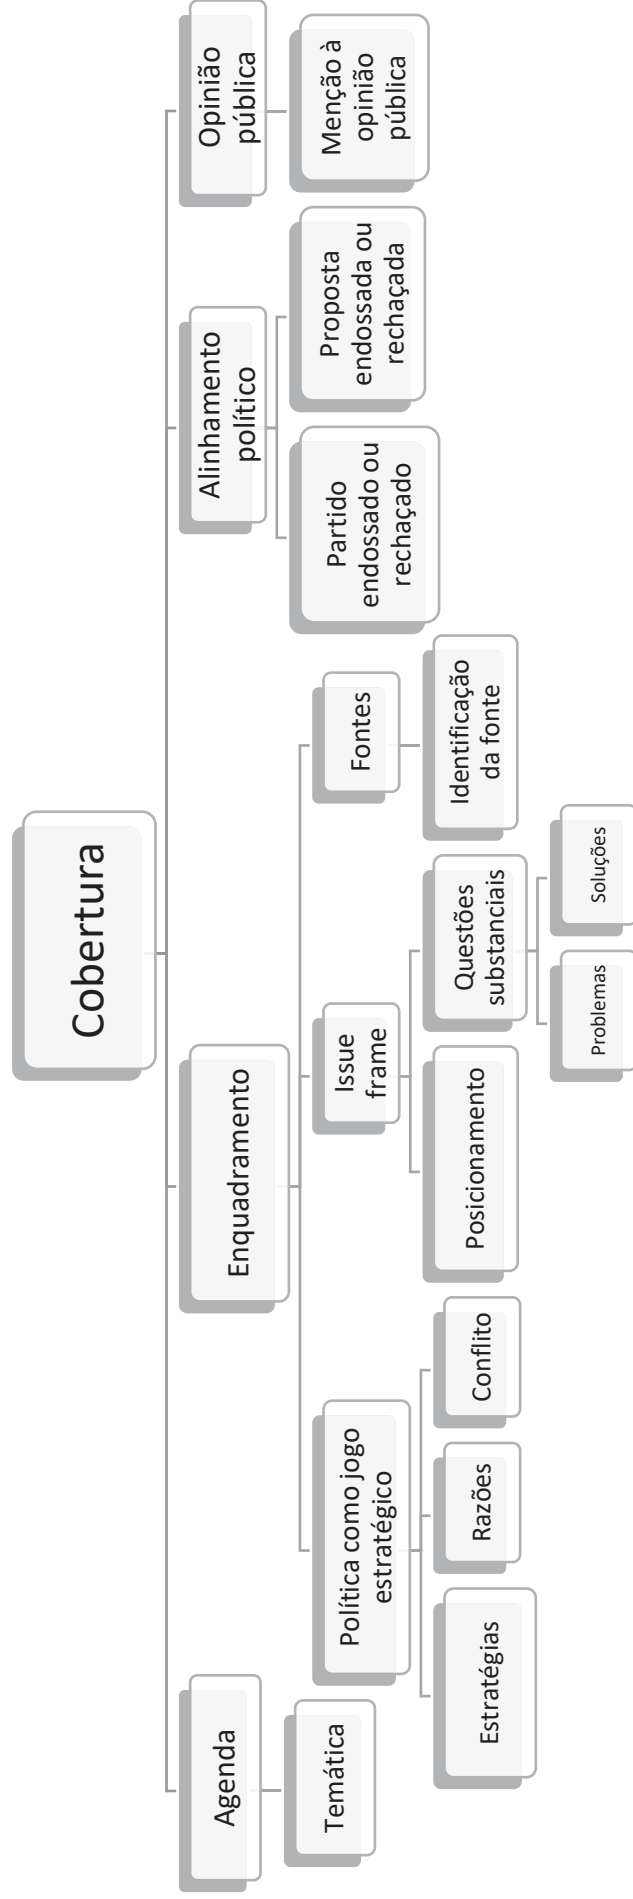 Cobertura
Agenda
Enquadramento
Alinhamento
político
Opinião
pública
Temática
Política como jogo
estratégico
Issue
frame
Fontes
Partido
endossado ou
rechaçado
Proposta
endossada ou
rechaçada
Menção à
opinião
pública
Estratégias
Razões
Conflito
Posicionamento
Questões
substanciais
Identificação
da fonte
Problemas
Soluções